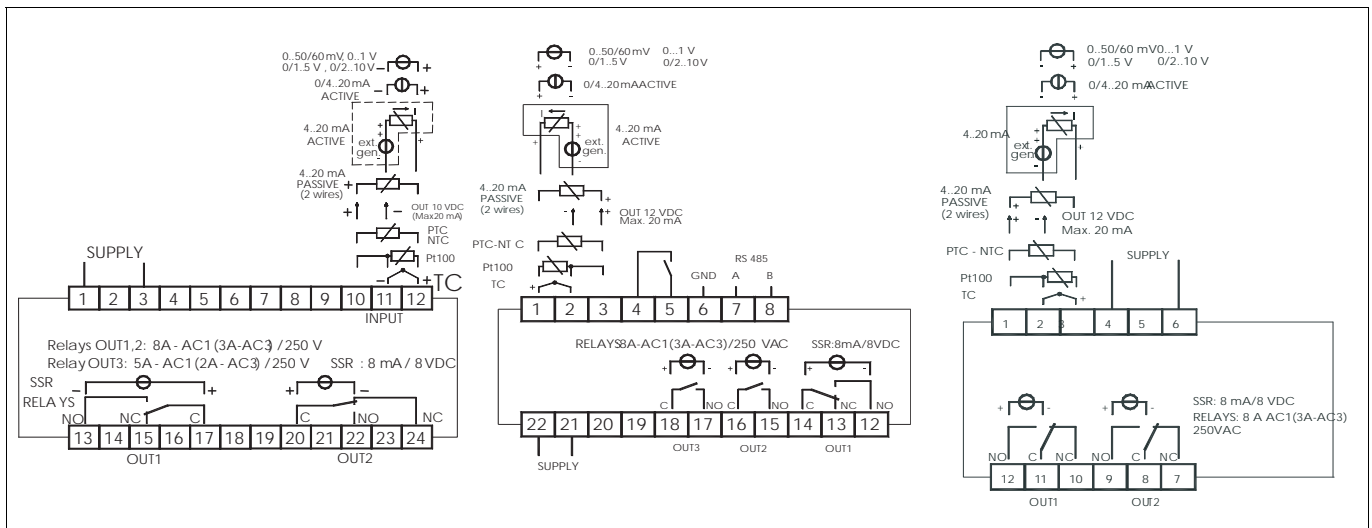 0..50/60 mV, 0..1 V
0/1..5 V , 0/2..10 V
- +
0/4..20 mA
ACTIVE
- +
4..20 mA
ACTIVE
ext.
gen.
4..20 mA
PASSIVE
(2 wires)
+ -
OUT 10 VDC
(Max20 mA)
PTC
NTC
Pt100
- + TC
SUPPLY
1 2 3 4 5 6 7 8 9 10 11 12
INPUT
Relays OUT1,2: 8A - AC1 (3A-AC3) / 250 V
Relay OUT3: 5A - AC1 (2A - AC3) / 250 V SSR : 8 mA / 8 VDC
SSR - + + -
RELAYS
NO NC C C NO NC
13 14 15 16 17 18 19 20 21 22 23 24
OUT1 OUT2
0..50/60 mV 0...1 V
0/1..5 V 0/2..10 V
+ -
0/4..20 mA ACTIVE
+ -
4..20 mA
ACTIVE
ext.
gen.
4..20 mA
PASSIVE
(2 wires)
- +
OUT 12 VDC
Max. 20 mA
PTC-NT C
Pt100
TC +
RS 485
GND A B
1 2 3 4 5 6 7 8
RELAYS:8A-AC1 (3A-AC3) /250 VAC SSR:8mA/8VDC
+ - + - + -
C NO C NO C NC NO
22 21 20 19 18 17 16 15 14 13 12
OUT3 OUT2 OUT1
SUPPLY
0..50/60 mV 0...1 V
0/1..5 V 0/2..10 V
- +
0/4..20 mA ACTIVE
- +
4..20 mA
ext.
gen.
4..20 mA
PASSIVE
(2 wires)
+ -
OUT 12 VDC
Max. 20 mA
PTC - NTC
Pt100
TC +
SUPPLY
1 2 3 4 5 6
SSR: 8 mA/8 VDC
RELAYS: 8 A AC1 (3A-AC3)
250VAC
+ - + -
NO C NC NO C NC
12 11 10 9 8 7
OUT1 OUT2